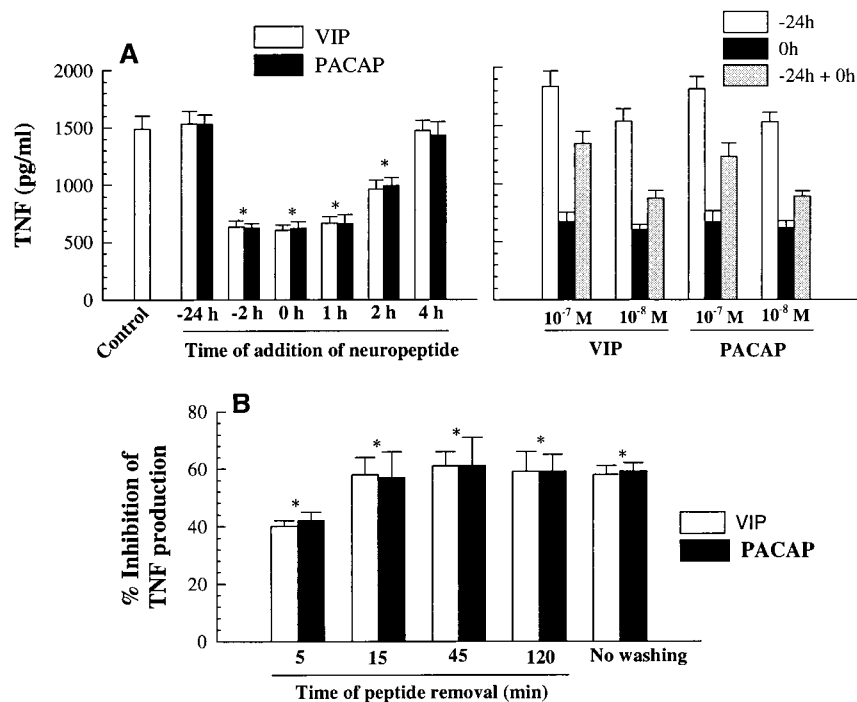 A
VIP
PACAP
TNF (pg/ml)
2000
1500
1000
500
0
* * * *
Control -24 h -2 h 0 h 1 h 2 h 4 h
Time of addition of neuropeptide
-24h
0h
-24h + 0h
10-7 M 10-8 M 10-7 M 10-8 M
VIP PACAP
B
% Inhibition of
TNF production
80
60
40
20
0
* * * * *
5 15 45 120 No washing
Time of peptide removal (min)
VIP
PACAP